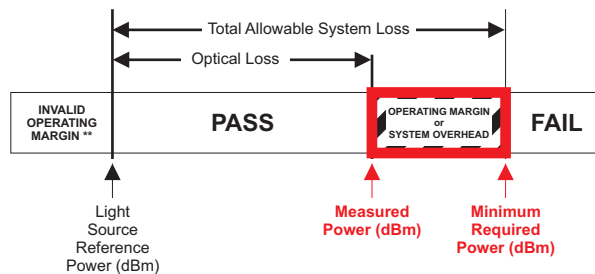 Total Allowable System Loss
Optical Loss
INVALID
OPERATING
MARGIN **
PASS
OPERATING MARGIN
or
SYSTEM OVERHEAD
FAIL
Light
Source
Reference
Power (dBm)
Measured
Power (dBm)
Minimum
Required
Power (dBm)